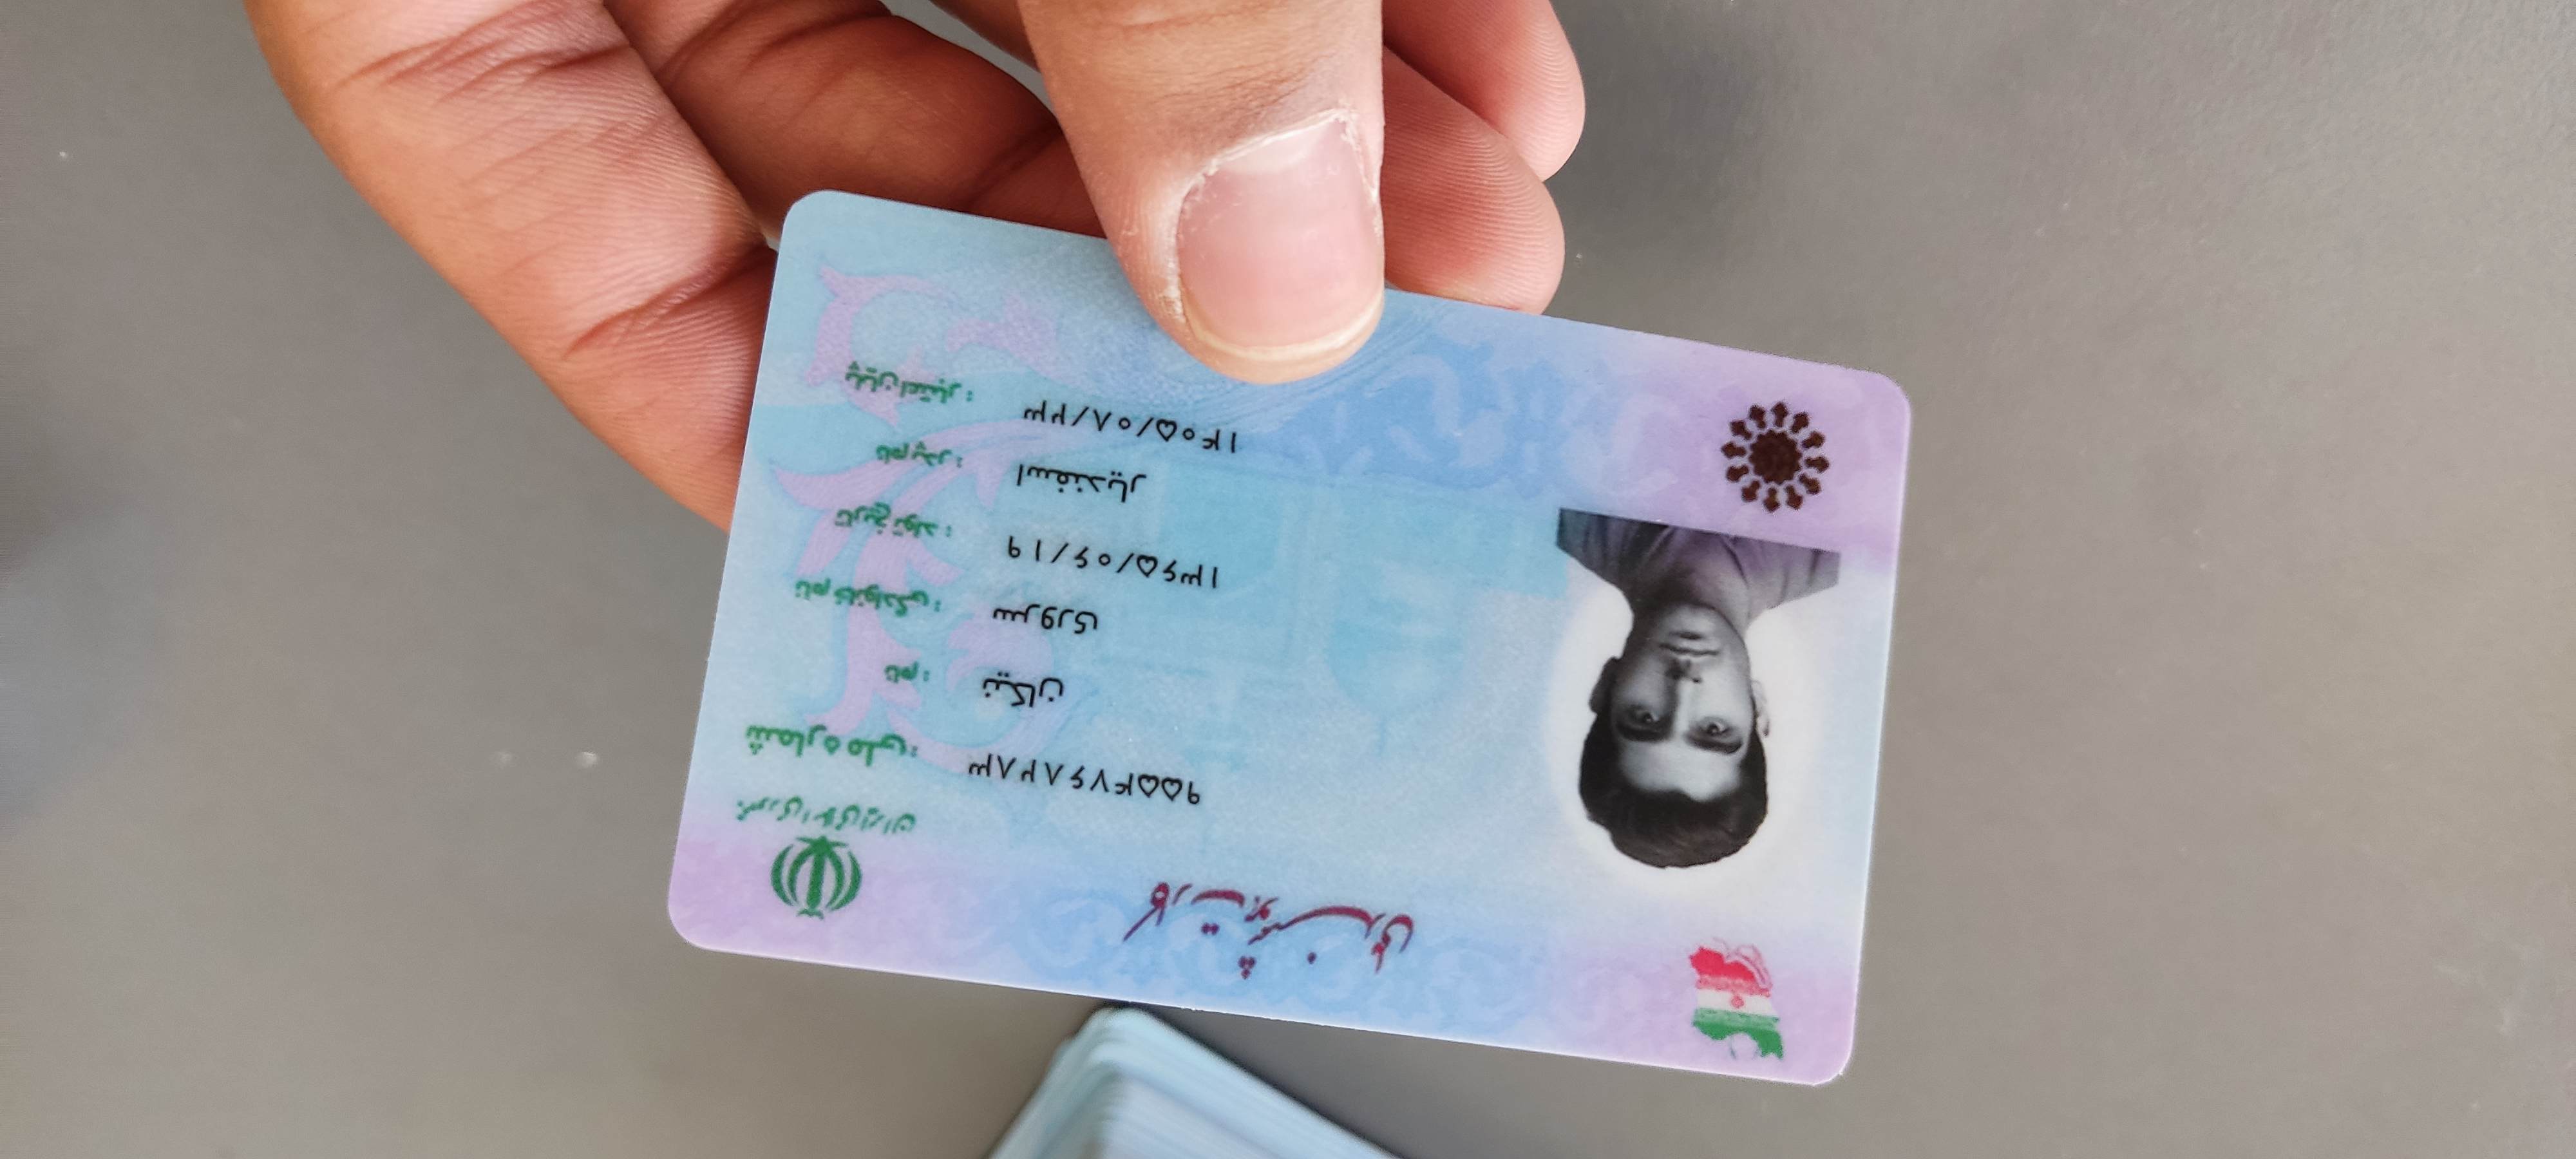 کارت هوشمند ملی
جمهوری اسلامی ایران
شماره ملی: ۹۵۵۴۷۶۸۲۸۳
نام: نیکان
نام خانوادگی: سروری
تاریخ تولد: ۱۳۶۵/۰۶/۱۹
نام پدر: اسفندیار
پایان اعتبار: ۱۴۰۵/۰۸/۲۳